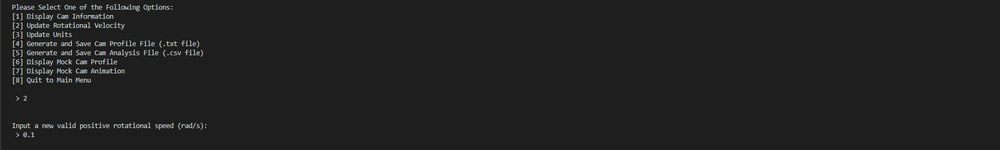 Please Select One of the Following Options:
[1] Display Cam Information
[2] Update Rotational Velocity
[3] Update Units
[4] Generate and Save Cam Profile File (.txt file)
[5] Generate and Save Cam Analysis File (.csv file)
[6] Display Mock Cam Profile
[7] Display Mock Cam Animation
[8] Quit to Main Menu
> 2
Input a new valid positive rotational speed (rad/s):
> 0.1